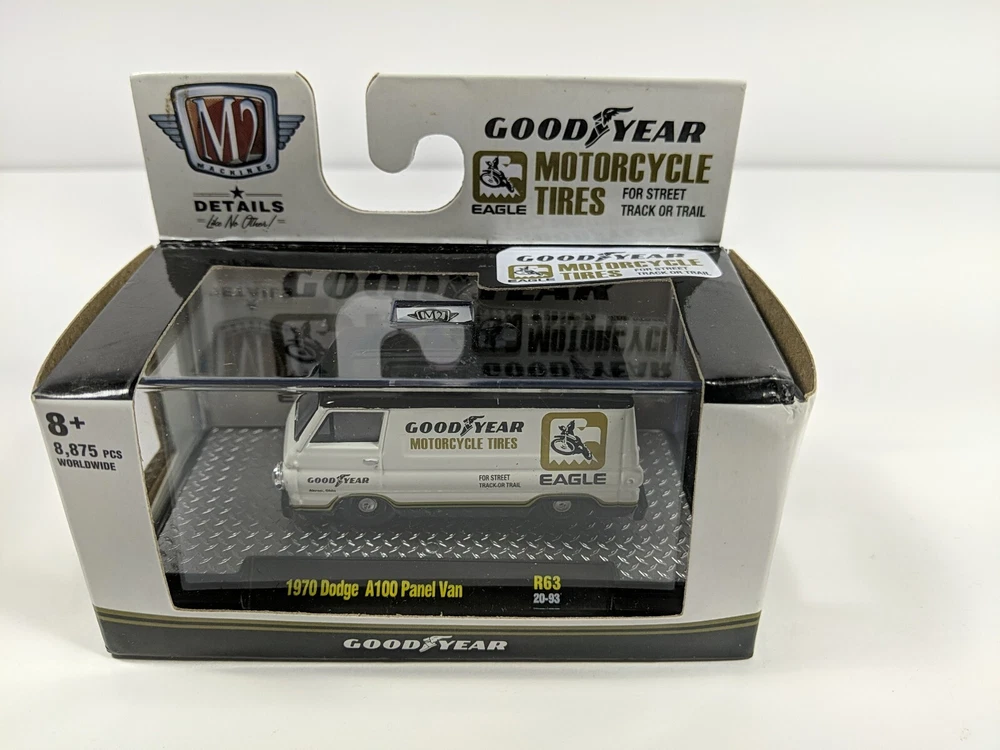 M2
MACHINES
DETAILS
Like No Other!
GOODYEAR
EAGLE
MOTORCYCLE
TIRES
FOR STREET
TRACK OR TRAIL
GOODYEAR
EAGLE
MOTORCYCLE
TIRES
FOR STREET
TRACK OR TRAIL
M2
8+
8,875 PCS
WORLDWIDE
GOODYEAR
MOTORCYCLE TIRES
EAGLE
FOR STREET
TRACK OR TRAIL
GOODYEAR
1970 Dodge A100 Panel Van
R63
20-93
GOODYEAR